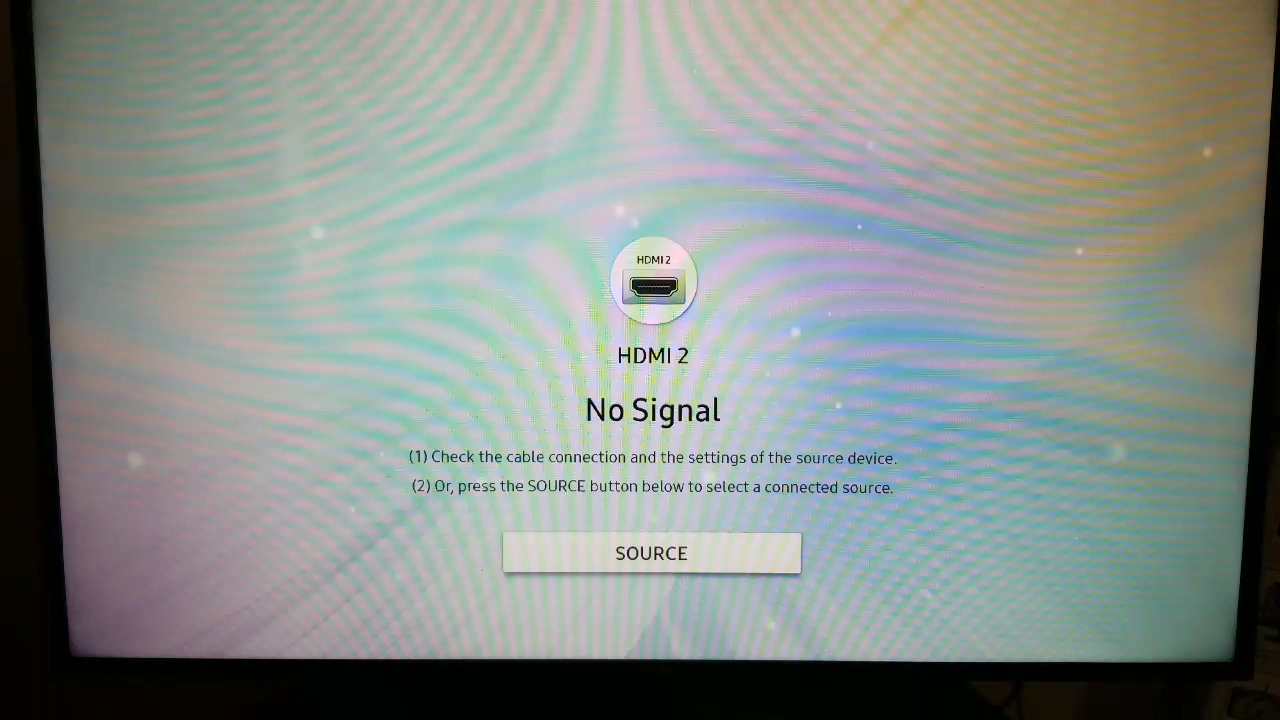 HDMI 2
HDMI 2
No Signal
(1) Check the cable connection and the settings of the source device.
(2) Or, press the SOURCE button below to select a connected source.
SOURCE